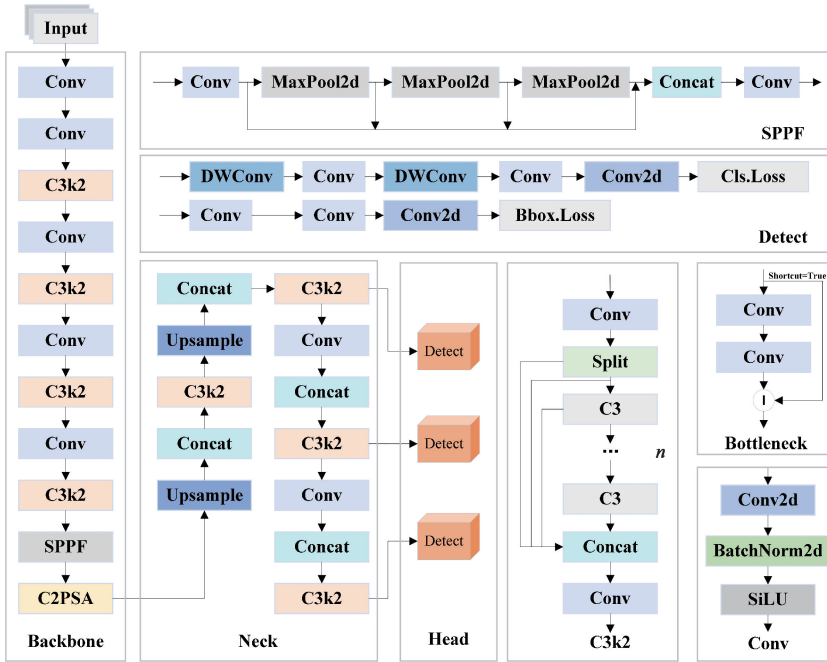 Input
Conv
Conv
C3k2
Conv
C3k2
Conv
C3k2
Conv
C3k2
SPPF
C2PSA
Backbone
Conv MaxPool2d MaxPool2d MaxPool2d Concat Conv
SPPF
DWConv Conv DWConv Conv Conv2d Cls.Loss
Conv Conv Conv2d Bbox.Loss
Detect
Concat
Upsample
C3k2
Concat
Upsample
C3k2
Conv
Concat
C3k2
Conv
Concat
C3k2
Neck
Detect
Detect
Detect
Head
Conv
Split
C3
...
n
C3
Concat
Conv
C3k2
Shortcut=True
Conv
Conv
Bottleneck
Conv2d
BatchNorm2d
SiLU
Conv